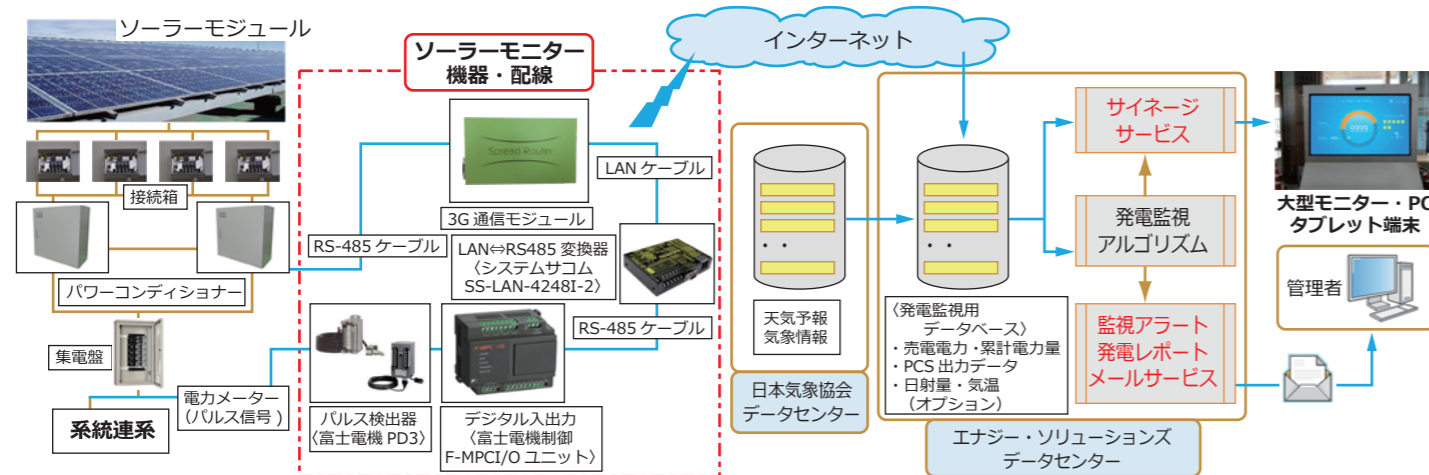 ソーラーモジュール
接続箱
パワーコンディショナー
集電盤
系統連系
電力メーター
(パルス信号)
ソーラーモニター
機器・配線
Spread Router
3G 通信モジュール
RS-485 ケーブル
LAN ケーブル
LAN⇔RS485 変換器
〈システムサコム
SS-LAN-4248I-2〉
RS-485 ケーブル
パルス検出器
〈富士電機 PD3〉
デジタル入出力
〈富士電機制御
F-MPCI/O ユニット〉
インターネット
天気予報
気象情報
日本気象協会
データセンター
〈発電監視用
データベース〉
・売電電力・累計電力量
・PCS 出力データ
・日射量・気温
(オプション)
サイネージ
サービス
発電監視
アルゴリズム
監視アラート
発電レポート
メールサービス
エナジー・ソリューションズ
データセンター
大型モニター・PC
タブレット端末
管理者